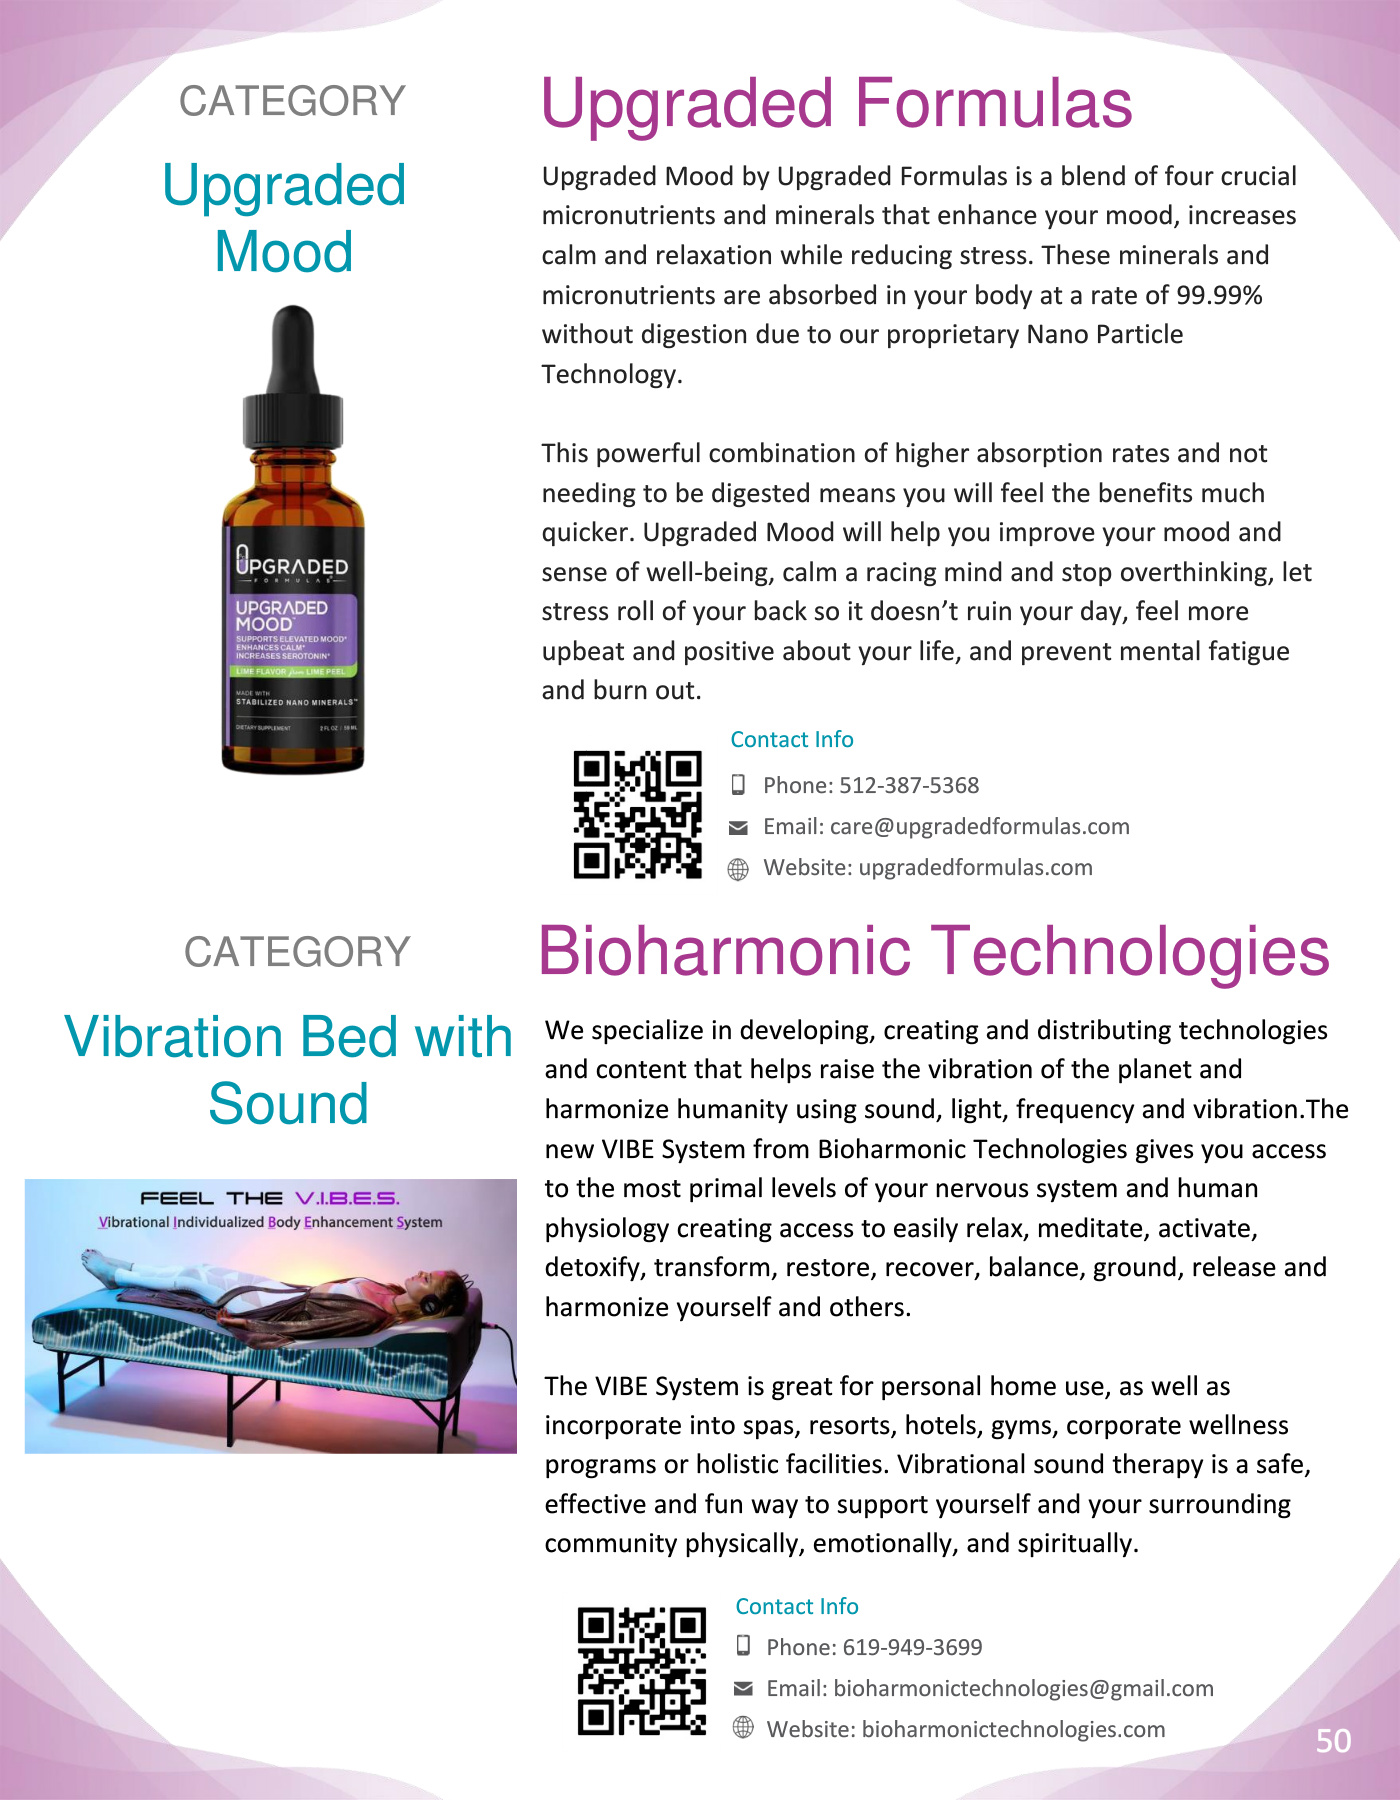 CATEGORY
Upgraded
Mood
UPGRADED
FORMULAS
UPGRADED
MOOD™
SUPPORTS ELEVATED MOOD*
ENHANCES CALM*
INCREASES SEROTONIN*
LIME FLAVOR from LIME PEEL
MADE WITH
STABILIZED NANO MINERALS™
DIETARY SUPPLEMENT 2 FL OZ | 59 ML
Upgraded Formulas
Upgraded Mood by Upgraded Formulas is a blend of four crucial
micronutrients and minerals that enhance your mood, increases
calm and relaxation while reducing stress. These minerals and
micronutrients are absorbed in your body at a rate of 99.99%
without digestion due to our proprietary Nano Particle
Technology.
This powerful combination of higher absorption rates and not
needing to be digested means you will feel the benefits much
quicker. Upgraded Mood will help you improve your mood and
sense of well-being, calm a racing mind and stop overthinking, let
stress roll of your back so it doesn’t ruin your day, feel more
upbeat and positive about your life, and prevent mental fatigue
and burn out.
Contact Info
Phone: 512-387-5368
Email: care@upgradedformulas.com
Website: upgradedformulas.com
CATEGORY
Vibration Bed with
Sound
FEEL THE V.I.B.E.S.
Vibrational Individualized Body Enhancement System
Bioharmonic Technologies
We specialize in developing, creating and distributing technologies
and content that helps raise the vibration of the planet and
harmonize humanity using sound, light, frequency and vibration.The
new VIBE System from Bioharmonic Technologies gives you access
to the most primal levels of your nervous system and human
physiology creating access to easily relax, meditate, activate,
detoxify, transform, restore, recover, balance, ground, release and
harmonize yourself and others.
The VIBE System is great for personal home use, as well as
incorporate into spas, resorts, hotels, gyms, corporate wellness
programs or holistic facilities. Vibrational sound therapy is a safe,
effective and fun way to support yourself and your surrounding
community physically, emotionally, and spiritually.
Contact Info
Phone: 619-949-3699
Email: bioharmonictechnologies@gmail.com
Website: bioharmonictechnologies.com
50